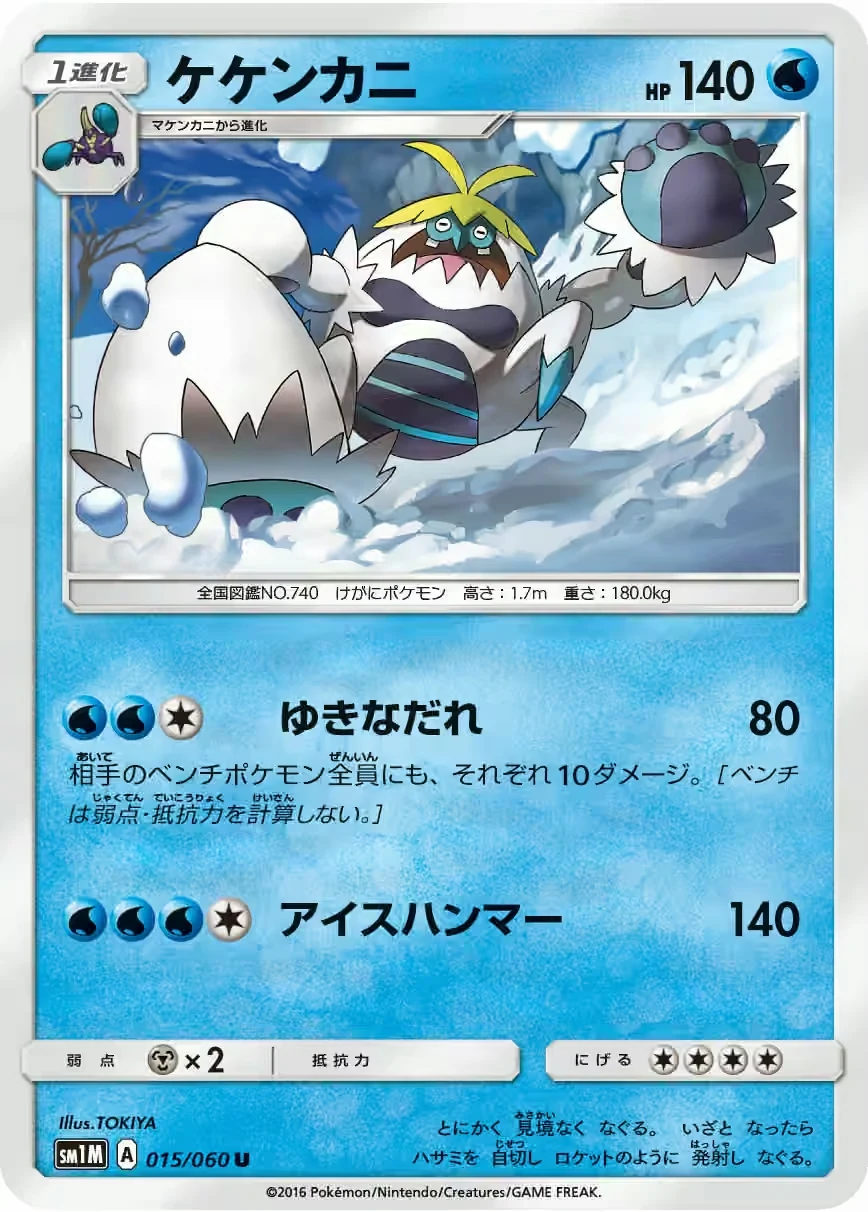 1進化 ケケンカニ HP 140
マケンカニから進化
全国図鑑NO.740 けがにポケモン 高さ:1.7m 重さ:180.0kg
ゆきなだれ 80
相手のベンチポケモン全員にも、それぞれ10ダメージ。[ベンチ
は弱点・抵抗力を計算しない。]
アイスハンマー 140
弱点 ×2 抵抗力 にげる
Illus.TOKIYA
SM1M A 015/060 U
とにかく 見境なく なぐる。 いざと なったら
ハサミを 自切し ロケットのように 発射し なぐる。
©2016 Pokémon/Nintendo/Creatures/GAME FREAK.